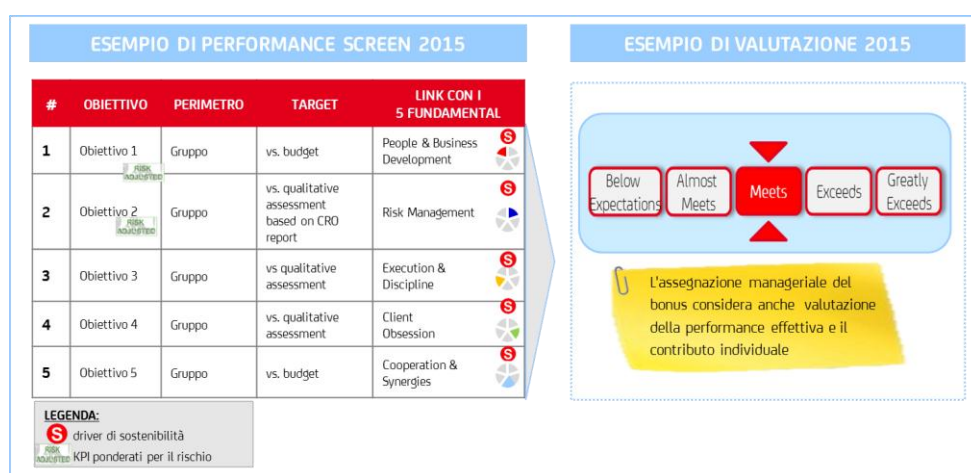 ESEMPIO DI PERFORMANCE SCREEN 2015
# OBIETTIVO PERIMETRO TARGET LINK CON I
5 FUNDAMENTAL
1 Obiettivo 1 Gruppo vs. budget People & Business
Development
S
RISK
ADJUSTED
2 Obiettivo 2 Gruppo vs. qualitative
assessment
based on CRO
report
Risk Management
S
RISK
ADJUSTED
3 Obiettivo 3 Gruppo vs qualitative
assessment
Execution &
Discipline
S
4 Obiettivo 4 Gruppo vs. qualitative
assessment
Client
Obsession
S
5 Obiettivo 5 Gruppo vs. budget Cooperation &
Synergies
S
LEGENDA:
S driver di sostenibilità
RISK
ADJUSTED KPI ponderati per il rischio
ESEMPIO DI VALUTAZIONE 2015
Below
Expectations
Almost
Meets
Meets
Exceeds
Greatly
Exceeds
L'assegnazione manageriale del
bonus considera anche valutazione
della performance effettiva e il
contributo individuale